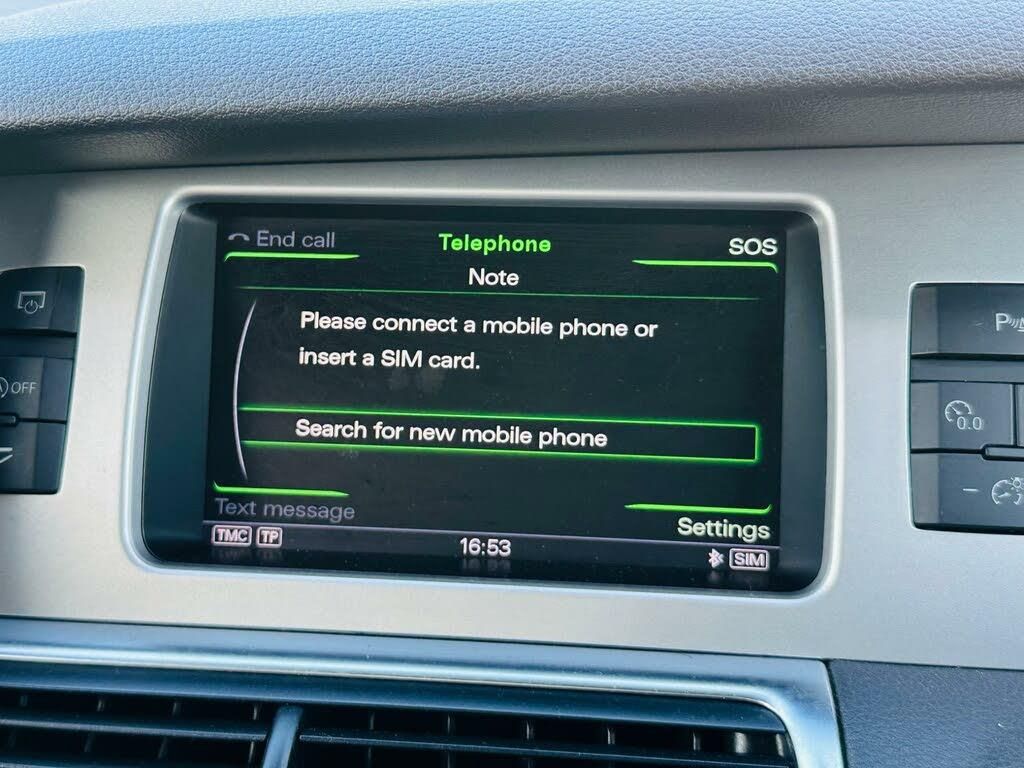 End call
Telephone
SOS
Note
Please connect a mobile phone or
insert a SIM card.
Search for new mobile phone
Text message
Settings
TMC TP
16:53
SIM
OFF
P
0.0